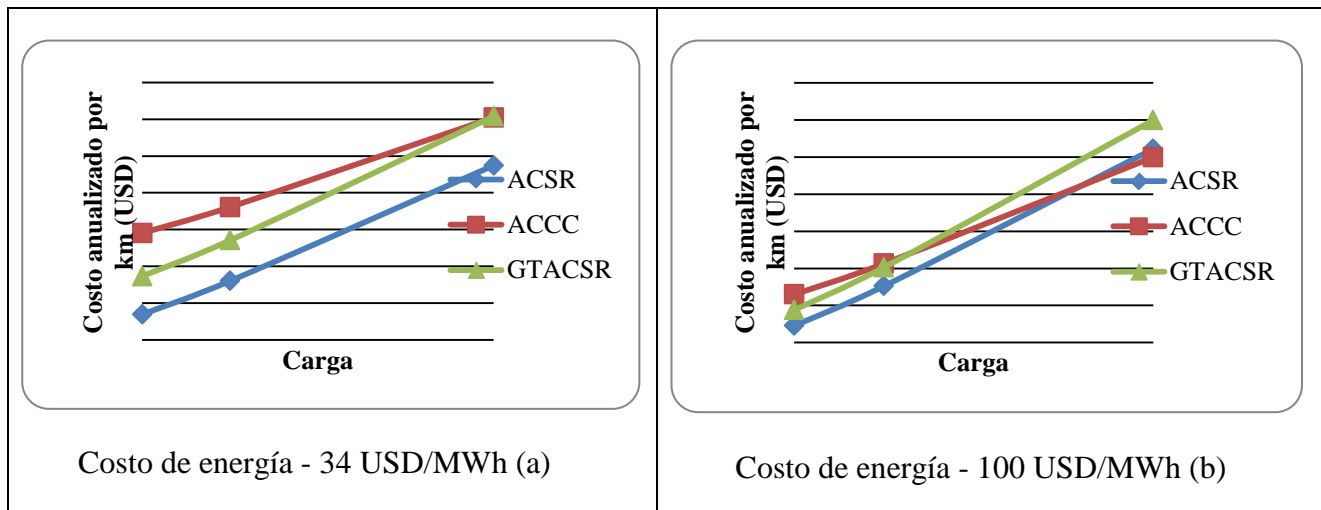 Costo anualizado por
km (USD)
Carga
ACSR
ACCC
GTACSR
Costo de energía - 34 USD/MWh (a)
Costo anualizado por
km (USD)
Carga
ACSR
ACCC
GTACSR
Costo de energía - 100 USD/MWh (b)